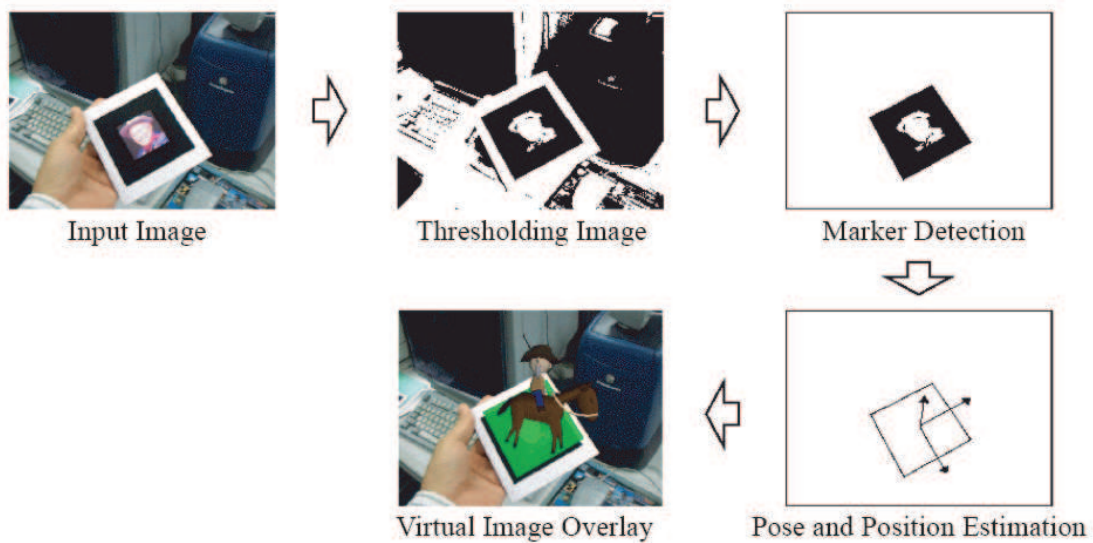 Input Image
Thresholding Image
Marker Detection
Virtual Image Overlay
Pose and Position Estimation